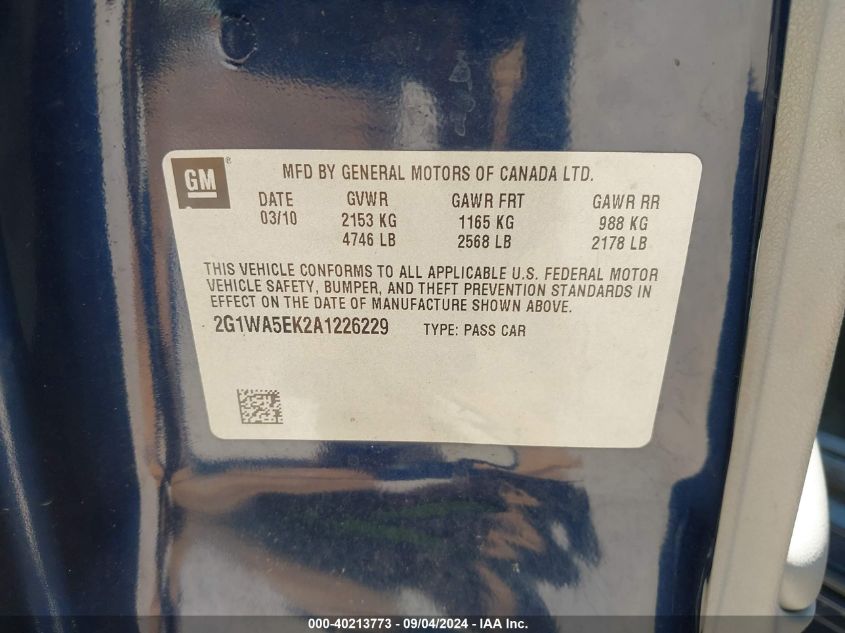 GM ® MFD BY GENERAL MOTORS OF CANADA LTD.
DATE GVWR GAWR FRT GAWR RR
03/10 2153 KG 1165 KG 988 KG
4746 LB 2568 LB 2178 LB
THIS VEHICLE CONFORMS TO ALL APPLICABLE U.S. FEDERAL MOTOR
VEHICLE SAFETY, BUMPER, AND THEFT PREVENTION STANDARDS IN
EFFECT ON THE DATE OF MANUFACTURE SHOWN ABOVE.
2G1WA5EK2A1226229 TYPE: PASS CAR
000-40213773 - 09/04/2024 - IAA Inc.